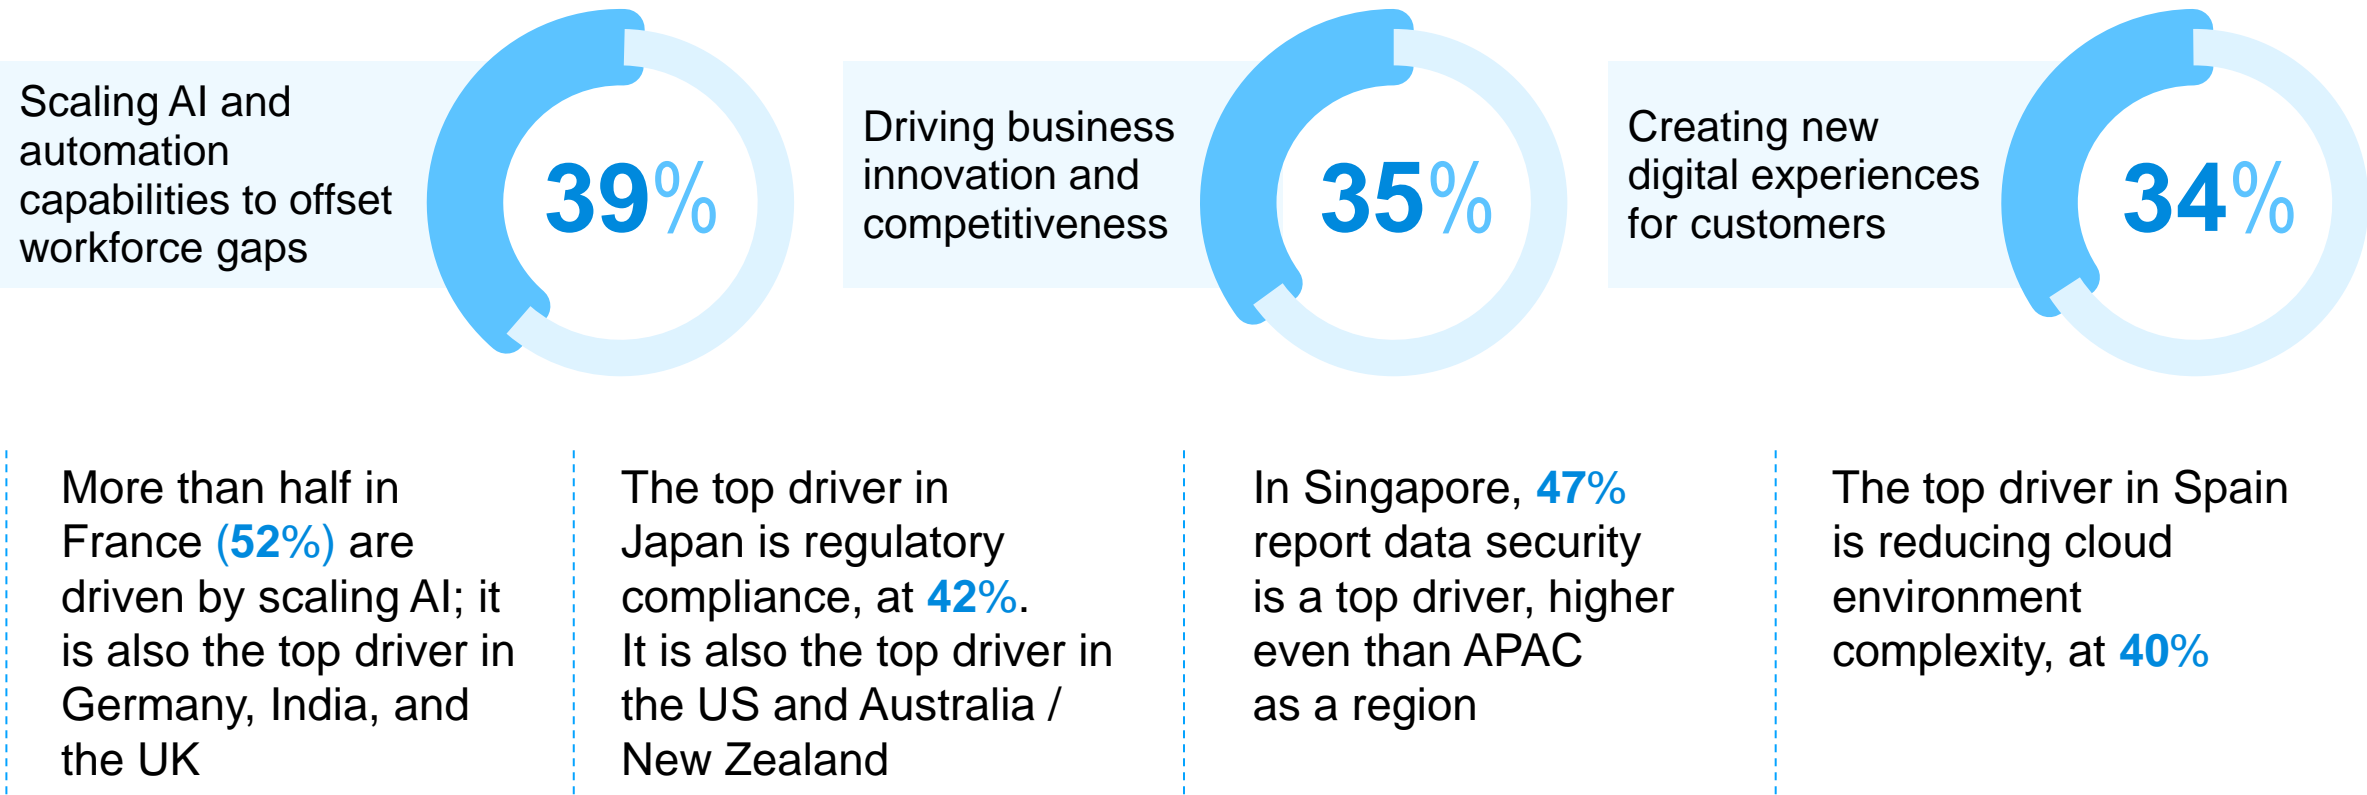 Scaling AI and
automation
capabilities to offset
workforce gaps
39%
Driving business
innovation and
competitiveness
35%
Creating new
digital experiences
for customers
34%
More than half in
France (52%) are
driven by scaling AI; it
is also the top driver in
Germany, India, and
the UK
The top driver in
Japan is regulatory
compliance, at 42%.
It is also the top driver in
the US and Australia /
New Zealand
In Singapore, 47%
report data security
is a top driver, higher
even than APAC
as a region
The top driver in Spain
is reducing cloud
environment
complexity, at 40%